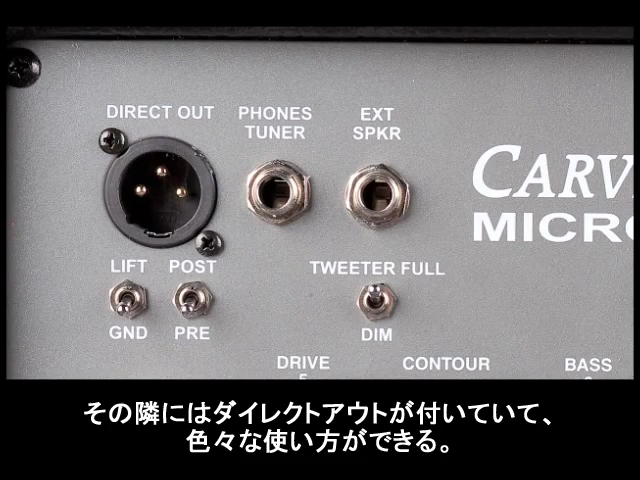 DIRECT OUT
PHONES
TUNER
EXT
SPKR
CARV
MICRO
LIFT
POST
TWEETER FULL
GND
PRE
DIM
DRIVE
CONTOUR
BASS
その隣にはダイレクトアウトが付いていて、
色々な使い方ができる。